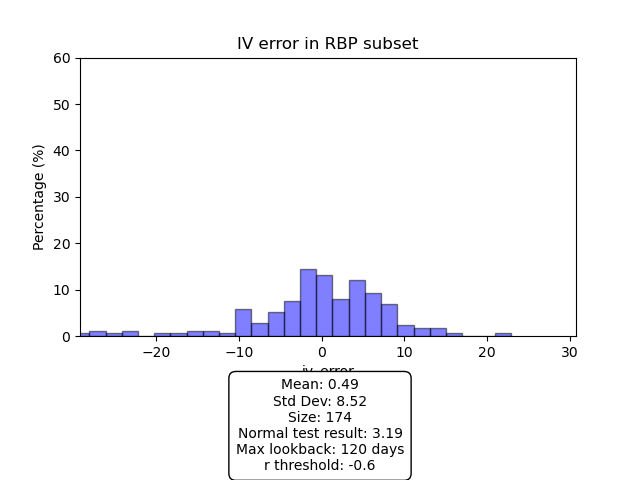 IV error in RBP subset
60
50
40
30
20
10
0
Percentage (%)
−20
−10
0
10
20
30
iv_error
Mean: 0.49
Std Dev: 8.52
Size: 174
Normal test result: 3.19
Max lookback: 120 days
r threshold: -0.6